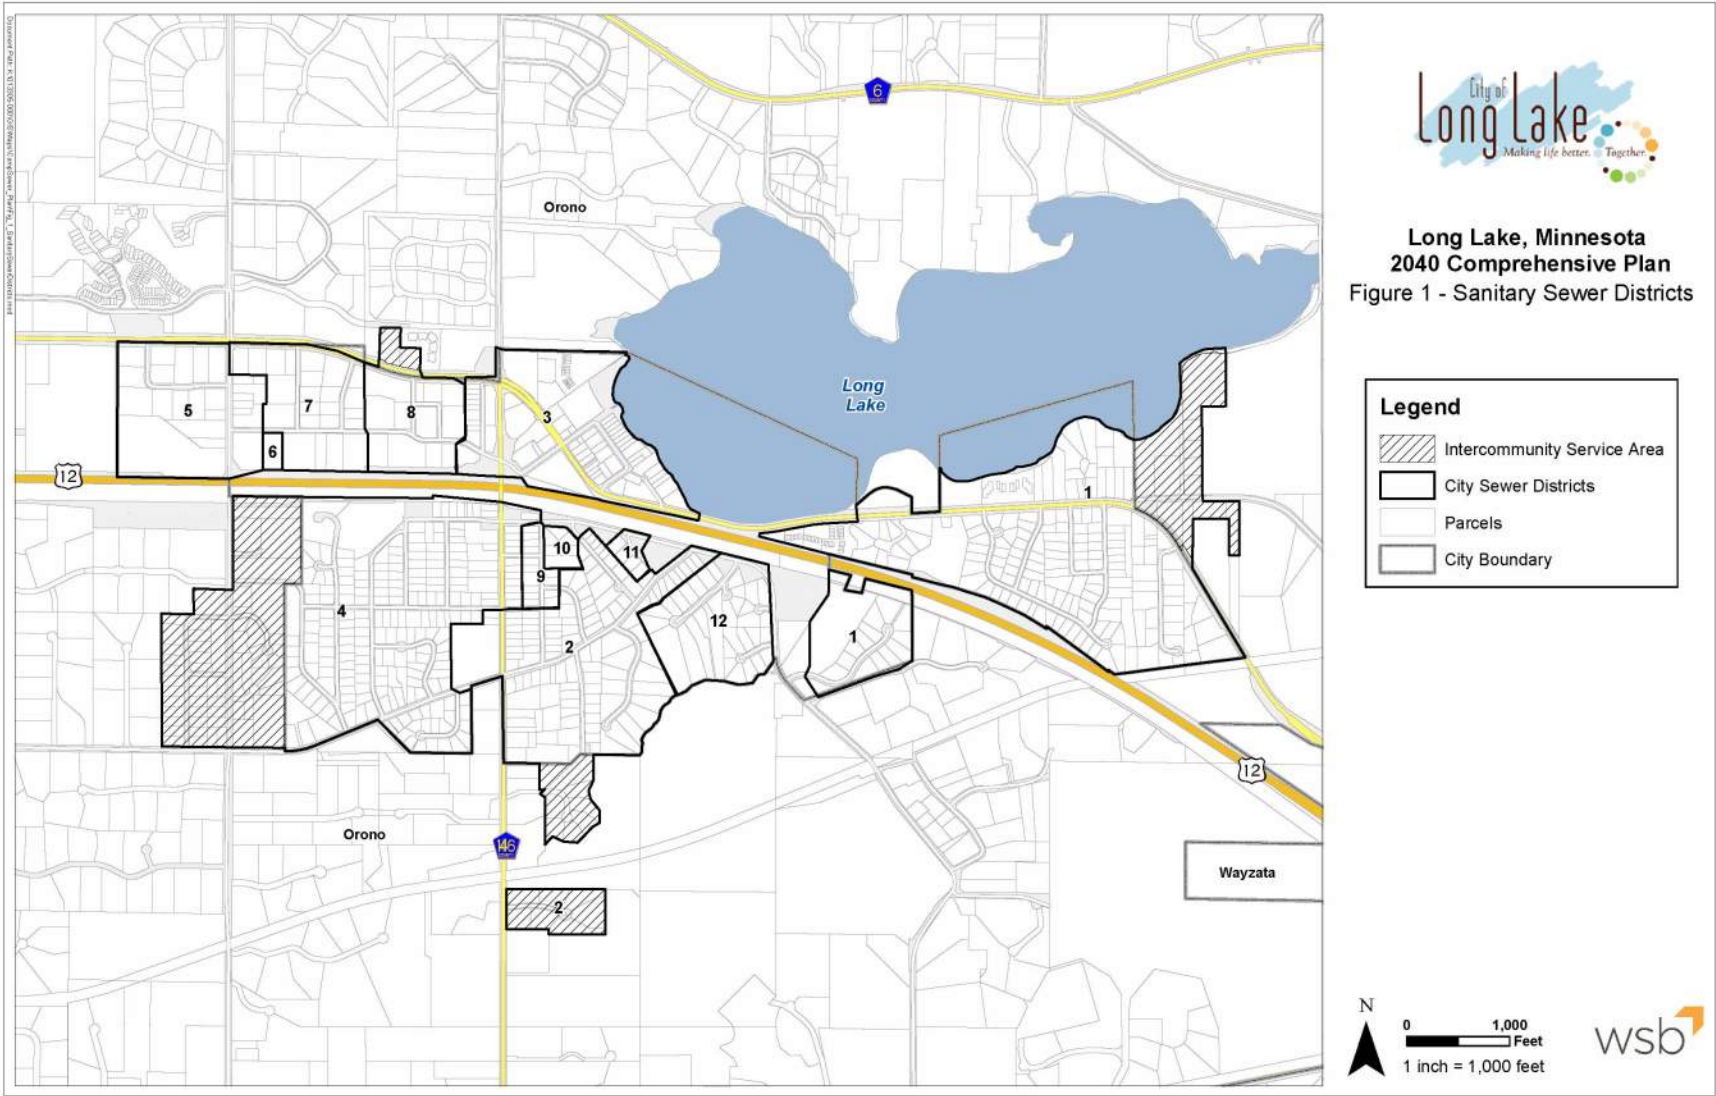 City of
Long Lake
Making life better. Together.
Long Lake, Minnesota
2040 Comprehensive Plan
Figure 1 - Sanitary Sewer Districts
Legend
Intercommunity Service Area
City Sewer Districts
Parcels
City Boundary
6
Orono
Long
Lake
5
7
8
3
6
12
1
10
11
9
4
2
12
1
12
Orono
146
2
Wayzata
N
0 1,000
Feet
1 inch = 1,000 feet
wsb